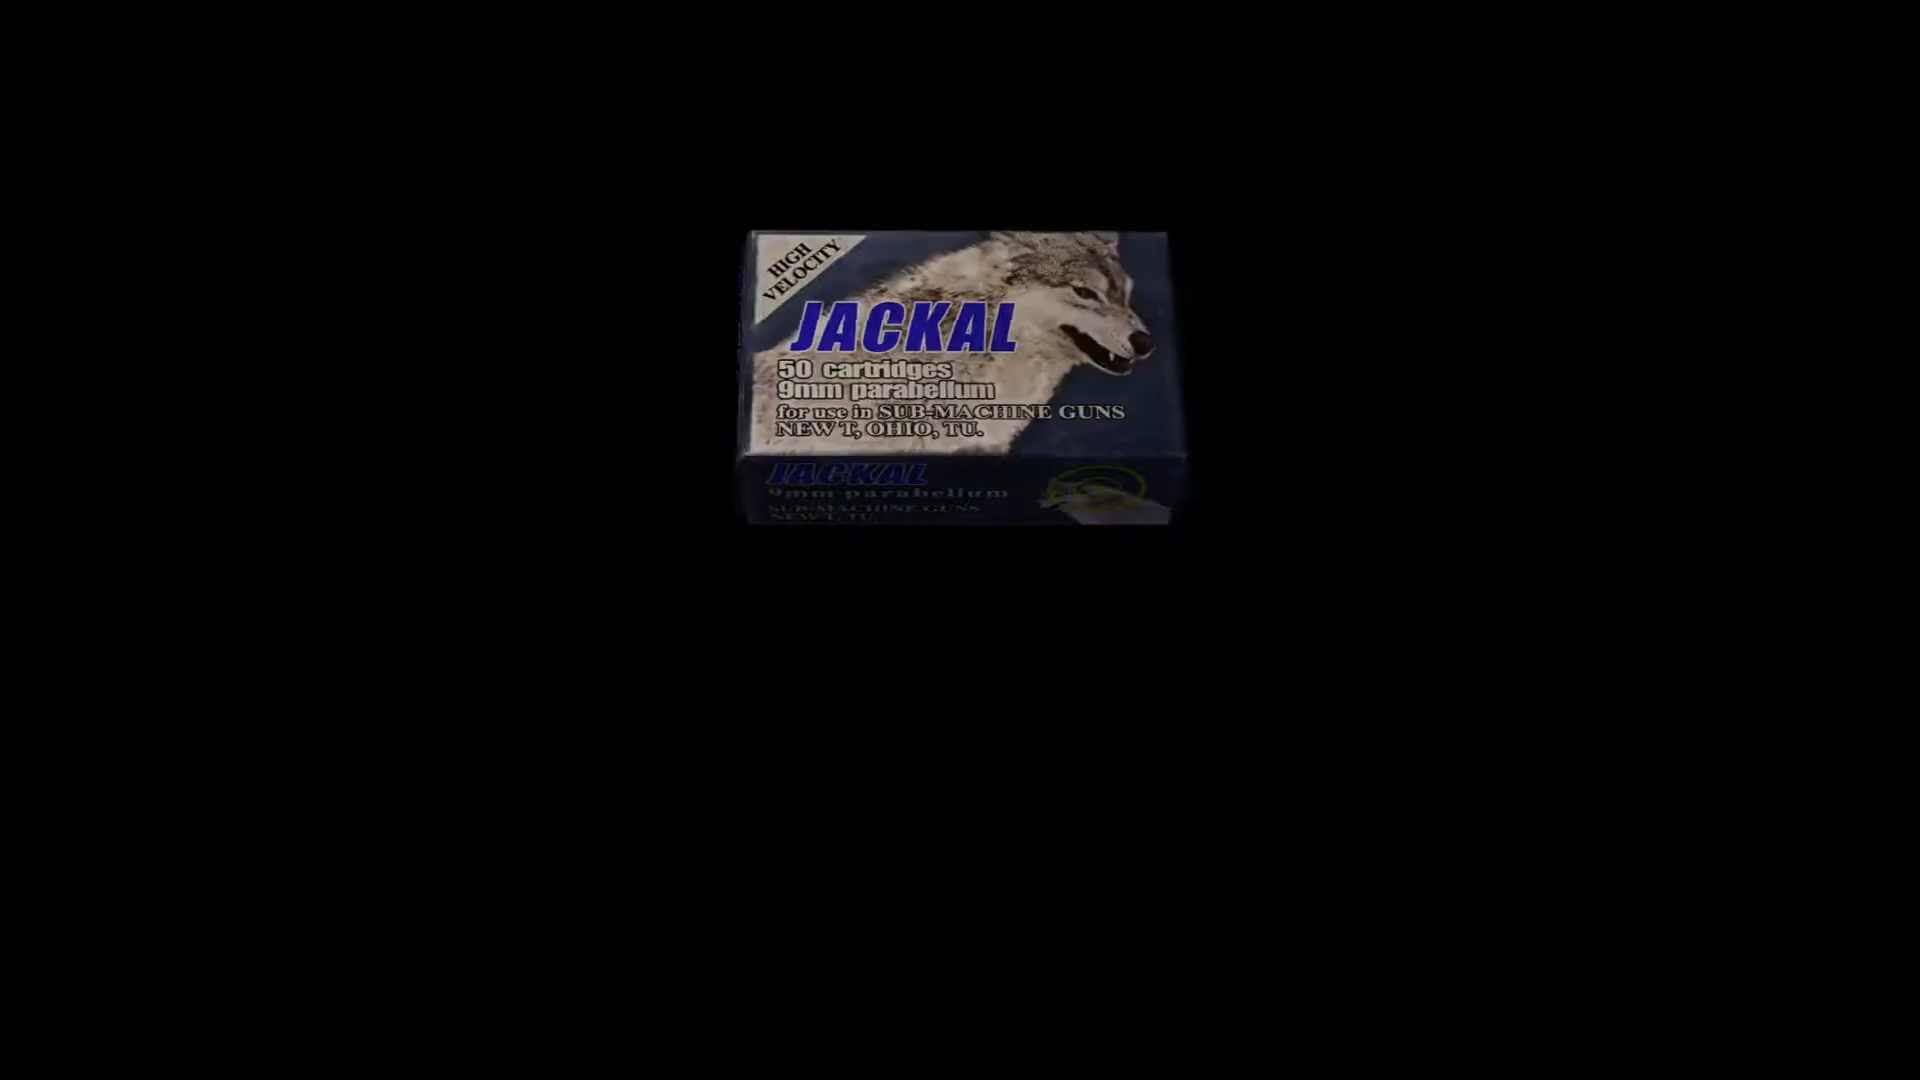 HIGH
VELOCITY
JACKAL
50 cartridges
9mm parabellum
for use in SUB-MACHINE GUNS
NEW T, OHIO, TU.
JACKAL
9mm parabellum
SUB-MACHINE GUNS
NEW T, TU.